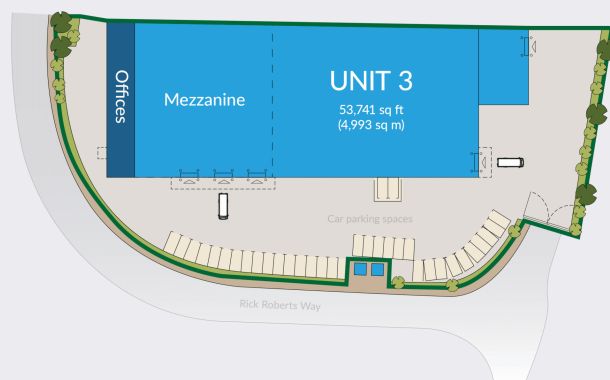 Offices
Mezzanine
UNIT 3
53,741 sq ft
(4,993 sq m)
Car parking spaces
Rick Roberts Way